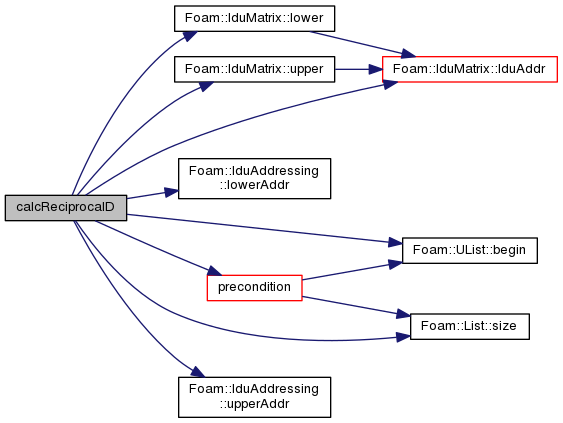 Foam::lduMatrix::lower
Foam::lduMatrix::upper
Foam::lduMatrix::lduAddr
Foam::lduAddressing
::lowerAddr
calcReciprocalD
Foam::UList::begin
precondition
Foam::List::size
Foam::lduAddressing
::upperAddr